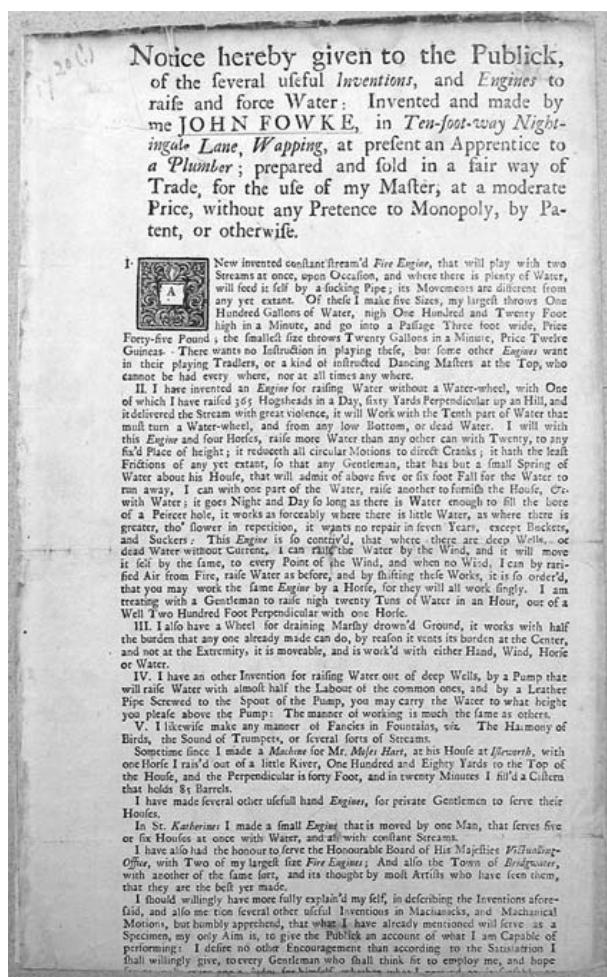 1720(1)
Notice hereby given to the Publick,
of the ſeveral uſeful Inventions, and Engines to
raiſe and force Water: Invented and made by
me JOHN FOWKE, in Ten-foot-way Night-
ingale Lane, Wapping, at preſent an Apprentice to
a Plumber; prepared and ſold in a fair way of
Trade, for the uſe of my Maſter, at a moderate
Price, without any Pretence to Monopoly, by Pa-
tent, or otherwiſe.
I. A New invented conſtant ſtream'd Fire Engine, that will play with two
Streams at once, upon Occaſion, and where there is plenty of Water,
will feed it ſelf by a ſucking Pipe; its Movements are different from
any yet extant. Of theſe I make five Sizes, my largeſt throws One
Hundred Gallons of Water, nigh One Hundred and Twenty Foot
high in a Minute, and go into a Paſſage Three foot wide, Price
Forty-five Pound; the ſmalleſt ſize throws Twenty Gallons in a Minute, Price Twelve
Guineas. There wants no Inſtruction in playing theſe, but ſome other Engines want
in their playing Tradlers, or a kind of inſtructed Dancing Maſters at the Top, who
cannot be had every where, nor at all times any where.
II. I have invented an Engine for raiſing Water without a Water-wheel, with One
of which I have raiſed 365 Hogſheads in a Day, ſixty Yards Perpendicular up an Hill, and
it delivered the Stream with great violence, it will Work with the Tenth part of Water that
muſt turn a Water-wheel, and from any low Bottom, or dead Water. I will with
this Engine and four Horſes, raiſe more Water than any other can with Twenty, to any
fix'd Place of height; it reduceth all circular Motions to direct Cranks; it hath the leaſt
Frictions of any yet extant, ſo that any Gentleman, that has but a ſmall Spring of
Water about his Houſe, that will admit of above five or ſix foot Fall for the Water to
run away, I can with one part of the Water, raiſe another to furniſh the Houſe, &c.
with Water; it goes Night and Day ſo long as there is Water enough to fill the bore
of a Peircer hole, it works as forceably where there is little Water, as where there is
greater, tho' ſlower in repetition, it wants no repair in ſeven Years, except Buckets,
and Suckers: This Engine is ſo contriv'd, that where there are deep Wells, or
dead Water without Current, I can raiſe the Water by the Wind, and it will move
it ſelf by the ſame, to every Point of the Wind, and when no Wind, I can by rari-
fied Air from Fire, raiſe Water as before, and by ſhifting theſe Works, it is ſo order'd,
that you may work the ſame Engine by a Horſe, for they will all work ſingly. I am
treating with a Gentleman to raiſe nigh twenty Tuns of Water in an Hour, out of a
Well Two Hundred Foot Perpendicular with one Horſe.
III. I alſo have a Wheel for draining Marſhy drown'd Ground, it works with half
the burden that any one already made can do, by reaſon it vents its burden at the Center,
and not at the Extremity, it is moveable, and is work'd with either Hand, Wind, Horſe
or Water.
IV. I have an other Invention for raiſing Water out of deep Wells, by a Pump that
will raiſe Water with almoſt half the Labour of the common ones, and by a Leather
Pipe Screwed to the Spout of the Pump, you may carry the Water to what height
you pleaſe above the Pump: The manner of working is much the ſame as others.
V. I likewiſe make any manner of Fancies in Fountains, viz. The Harmony of
Birds, the Sound of Trumpets, or ſeveral ſorts of Streams.
Sometime ſince I made a Machine for Mr. Moſes Hart, at his Houſe at Iſleworth, with
one Horſe I rais'd out of a little River, One Hundred and Eighty Yards to the Top of
the Houſe, and the Perpendicular is forty Foot, and in twenty Minutes I fill'd a Ciſtern
that holds 85 Barrels.
I have made ſeveral other uſefull hand Engines, for private Gentlemen to ſerve their
Houſes.
In St. Katherines I made a ſmall Engine that is moved by one Man, that ſerves five
or ſix Houſes at once with Water, and all with conſtant Streams.
I have alſo had the honour to ſerve the Honourable Board of His Majeſties Victualing-
Office, with Two of my largeſt ſize Fire Engines; And alſo the Town of Bridgwater,
with another of the ſame ſort, and its thought by moſt Artiſts who have ſeen them,
that they are the beſt yet made.
I ſhould willingly have more fully explain'd my ſelf, in deſcribing the Inventions afore-
ſaid, and alſo me tion ſeveral other uſeful Inventions in Machanacks, and Machanical
Motions, but humbly apprehend, that what I have already mentioned will ſerve as a
Specimen, my only Aim is, to give the Publick an account of what I am Capable of
performing: I deſire no other Encouragement than according to the Satisfaction I
ſhall willingly give, to every Gentleman who ſhall think fit to employ me, and hope